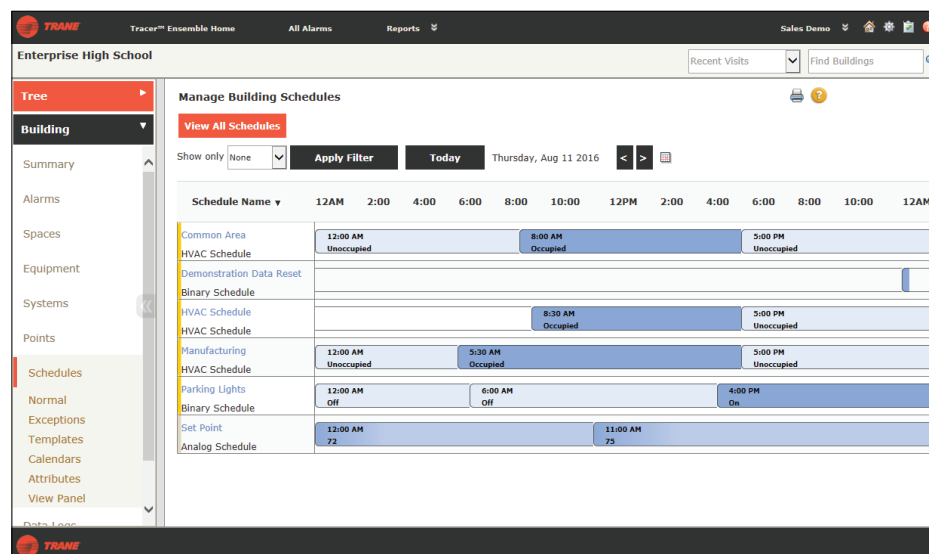 TRANE Tracer™ Ensemble Home All Alarms Reports Sales Demo
Enterprise High School
Recent Visits Find Buildings
Tree
Manage Building Schedules
Building
View All Schedules
Show only None Apply Filter Today Thursday, Aug 11 2016 < >
Summary
Alarms
Spaces
Equipment
Systems
Points
Schedules
Normal
Exceptions
Templates
Calendars
Attributes
View Panel
Data Logs
Schedule Name 12AM 2:00 4:00 6:00 8:00 10:00 12PM 2:00 4:00 6:00 8:00 10:00 12AM
Common Area 12:00 AM 8:00 AM 5:00 PM
HVAC Schedule Unoccupied Occupied Unoccupied
Demonstration Data Reset
Binary Schedule
HVAC Schedule 8:30 AM 5:00 PM
HVAC Schedule Occupied Unoccupied
Manufacturing 12:00 AM 5:30 AM 5:00 PM
HVAC Schedule Unoccupied Occupied Unoccupied
Parking Lights 12:00 AM 6:00 AM 4:00 PM
Binary Schedule Off Off On
Set Point 12:00 AM 11:00 AM
Analog Schedule 72 75
TRANE